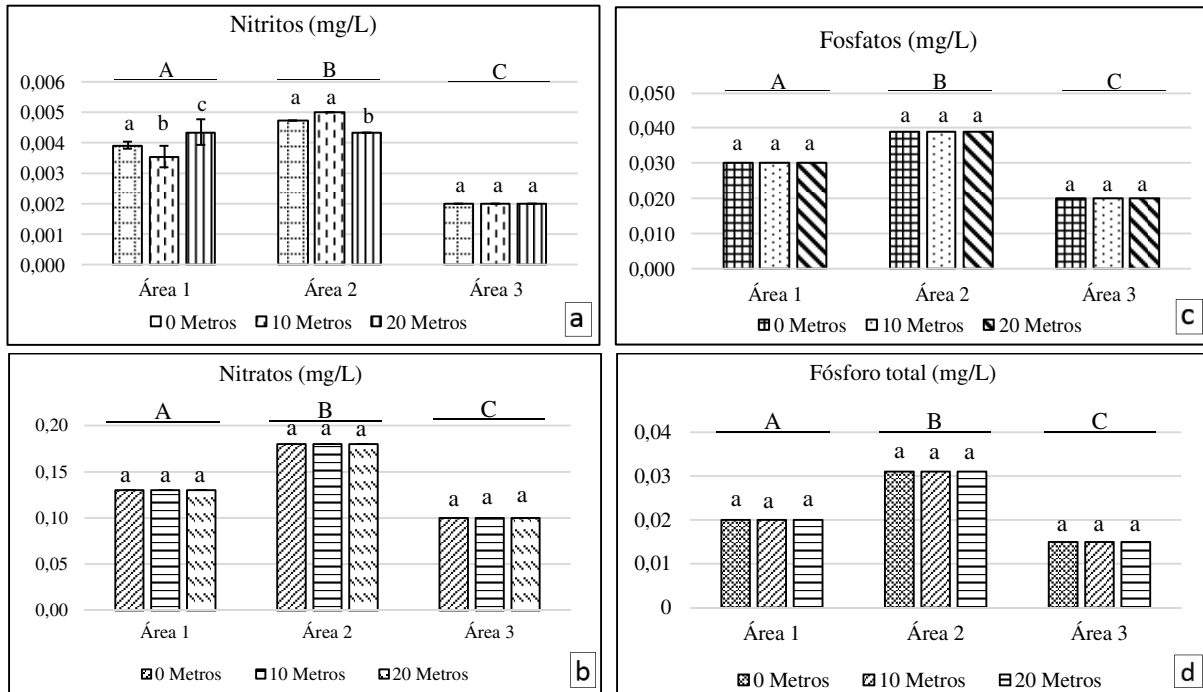 Nitritos (mg/L)
A B C
0,006
0,005
0,004
0,003
0,002
0,001
0,000
a b c a a b a a a
Área 1 Área 2 Área 3
0 Metros 10 Metros 20 Metros
a
Fosfatos (mg/L)
A B C
0,050
0,040
0,030
0,020
0,010
0,000
a a a a a a a a a
Área 1 Área 2 Área 3
0 Metros 10 Metros 20 Metros
c
Nitratos (mg/L)
A B C
0,20
0,15
0,10
0,05
0,00
a a a a a a a a a
Área 1 Área 2 Área 3
0 Metros 10 Metros 20 Metros
b
Fósforo total (mg/L)
A B C
0,04
0,03
0,02
0,01
0
a a a a a a a a a
Área 1 Área 2 Área 3
0 Metros 10 Metros 20 Metros
d